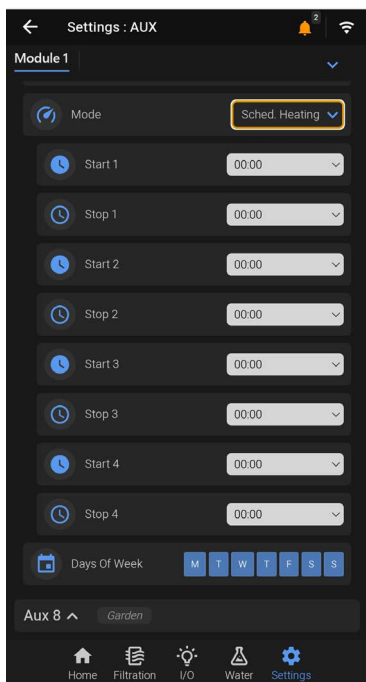 Settings : AUX
2
Module 1
Mode
Sched. Heating
Start 1
00:00
Stop 1
00:00
Start 2
00:00
Stop 2
00:00
Start 3
00:00
Stop 3
00:00
Start 4
00:00
Stop 4
00:00
Days Of Week
M T W T F S S
Aux 8 Garden
Home Filtration I/O Water Settings